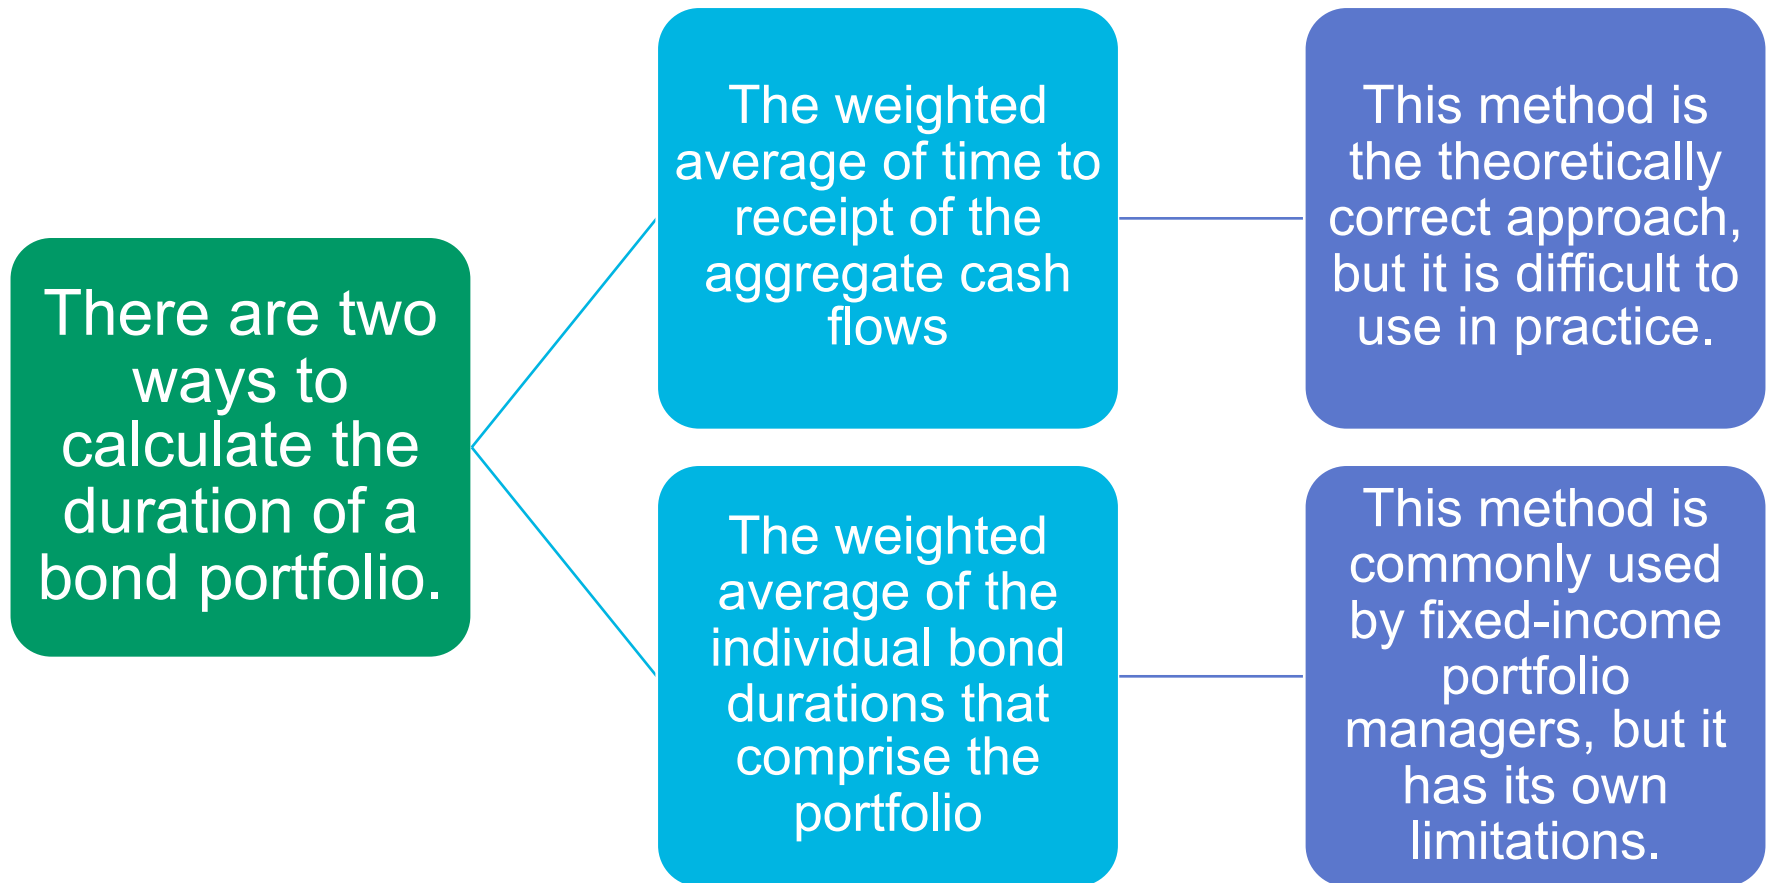 There are two
ways to
calculate the
duration of a
bond portfolio.
The weighted
average of time to
receipt of the
aggregate cash
flows
This method is
the theoretically
correct approach,
but it is difficult to
use in practice.
The weighted
average of the
individual bond
durations that
comprise the
portfolio
This method is
commonly used
by fixed-income
portfolio
managers, but it
has its own
limitations.